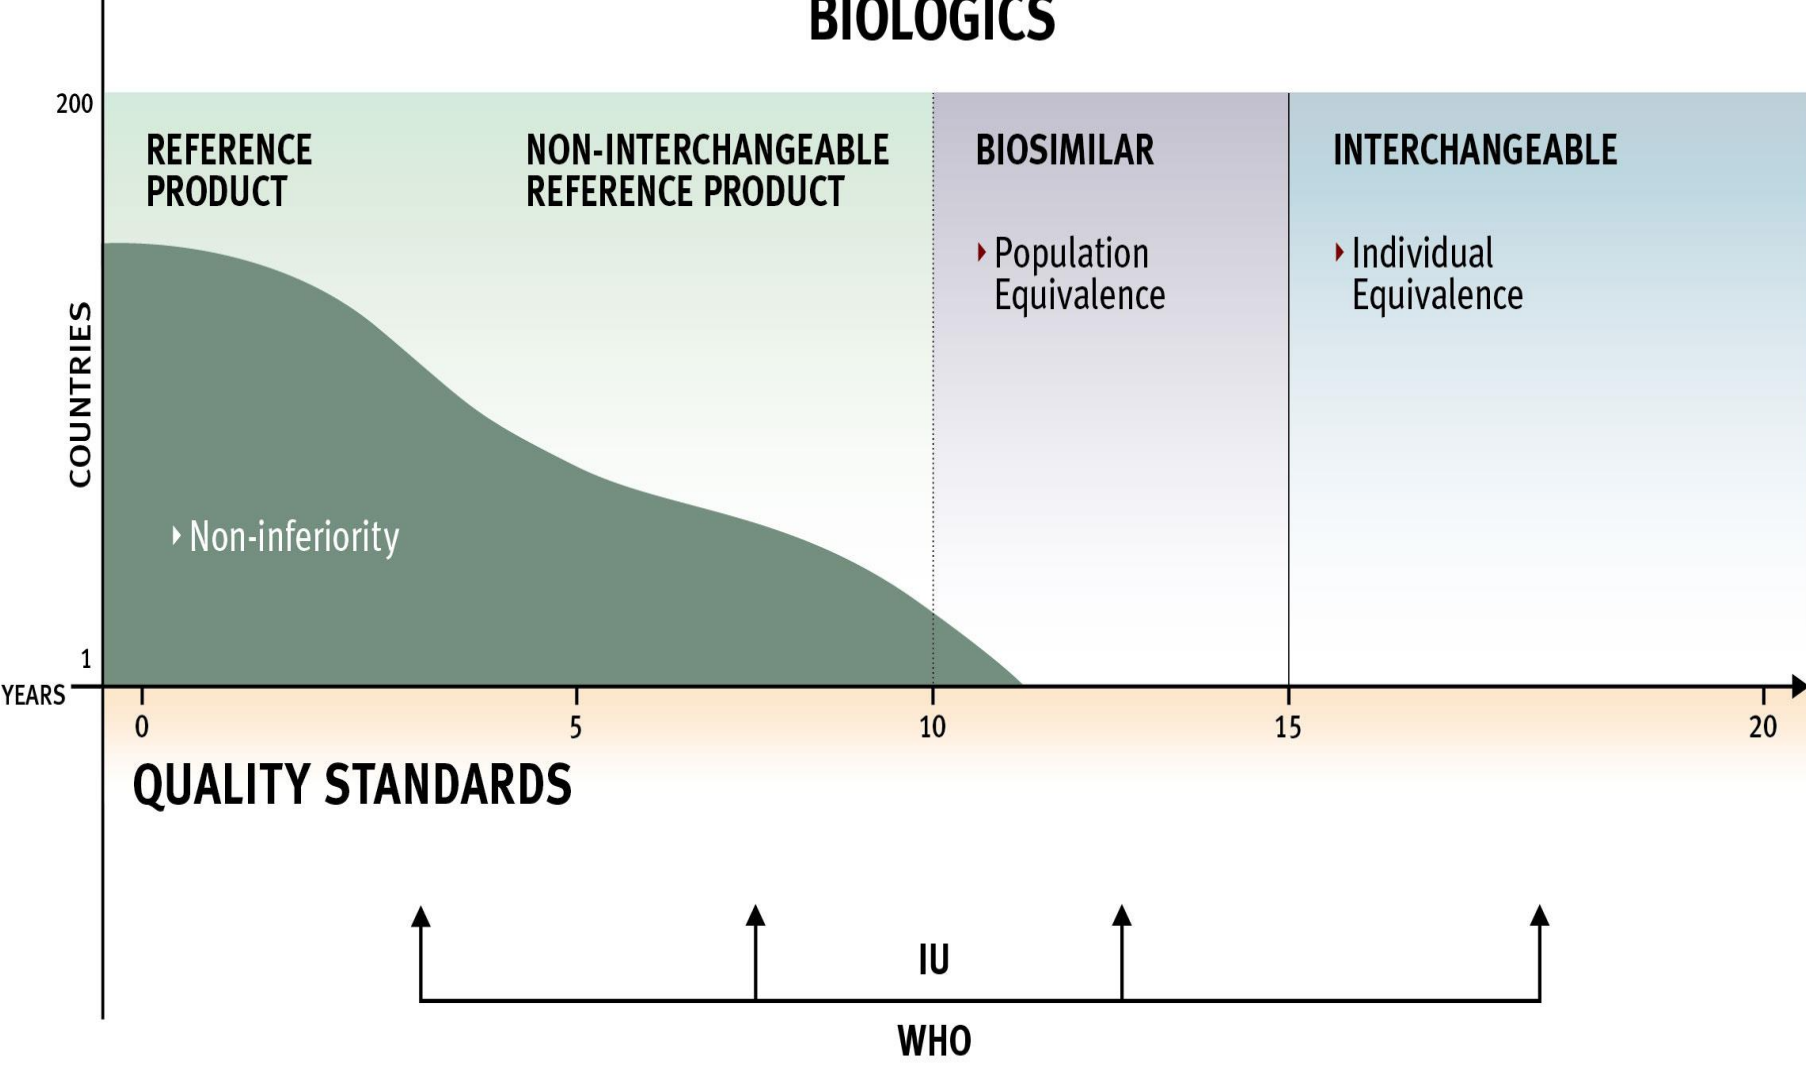 BIOLOGICS
200
REFERENCE
PRODUCT
NON-INTERCHANGEABLE
REFERENCE PRODUCT
BIOSIMILAR
INTERCHANGEABLE
Population
Equivalence
Individual
Equivalence
COUNTRIES
Non-inferiority
1
YEARS
0 5 10 15 20
QUALITY STANDARDS
IU
WHO